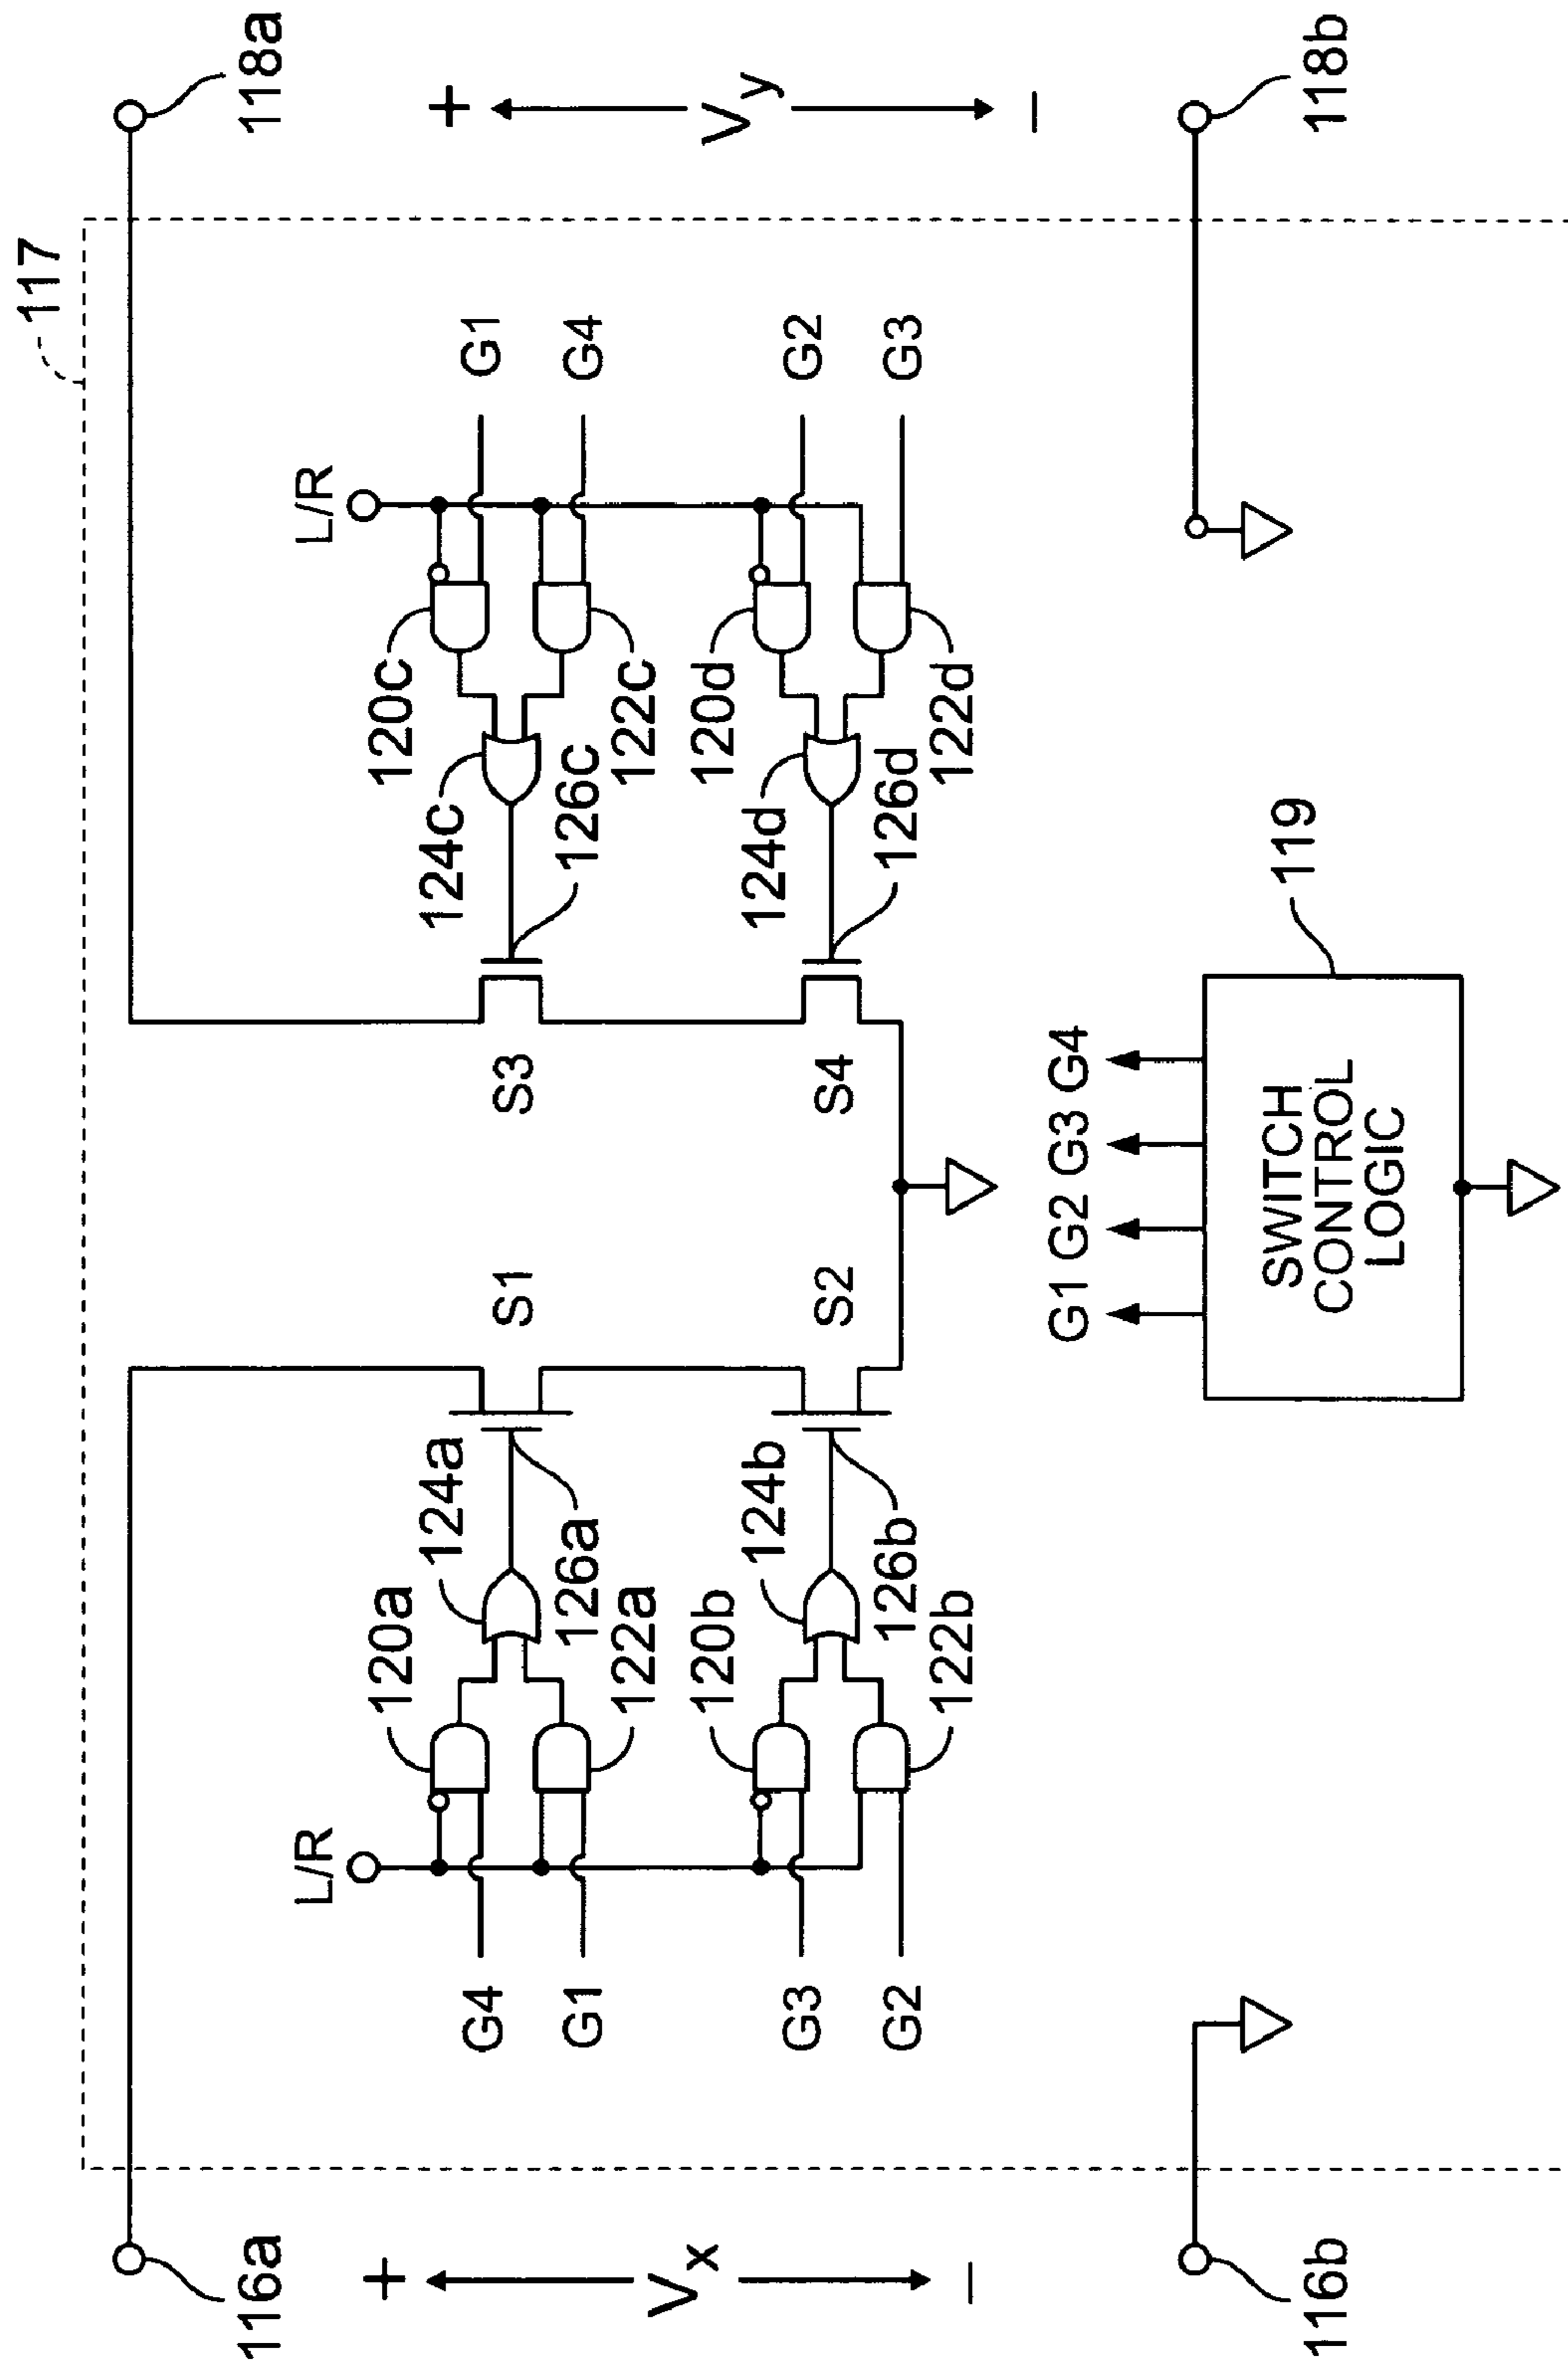 117
116a
118a
L/R
L/R
+
+
G4
120a
124a
S1
S3
124c
120c
G1
G1
122a
126a
126c
122c
G4
Vx
Vy
G3
120b
124b
S2
S4
124d
120d
G2
G2
122b
126b
126d
122d
G3
−
−
G1 G2 G3 G4
SWITCH
CONTROL
LOGIC
119
116b
118b